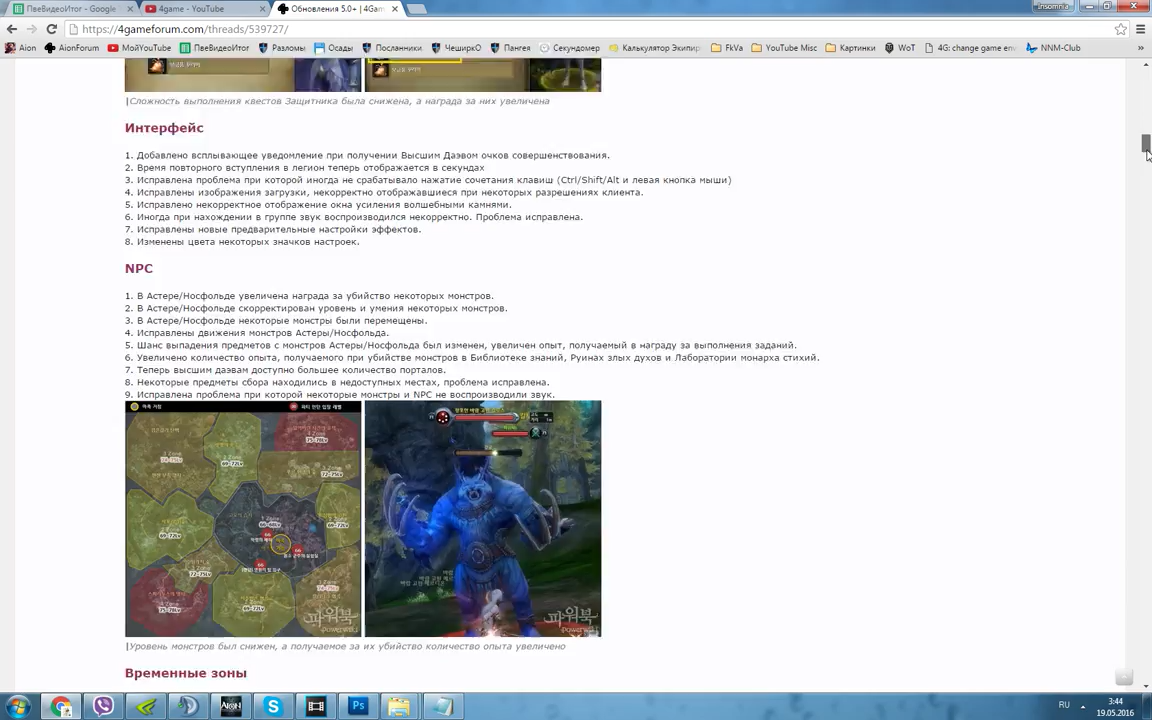 ПвеВидеоИтог - Google
4game - YouTube
Обновления 5.0+ | 4Gam
Insomnia
https://4gameforum.com/threads/539727/
Aion
AionForum
МойYouTube
ПвеВидеоИтог
Разломы
Осады
Посланники
ЧеширкО
Пангея
Секундомер
Калькулятор Экипир
FkVa
YouTube Misc
Картинки
WoT
4G: change game en
NNM-Club
»
|Сложность выполнения квестов Защитника была снижена, а награда за них увеличена
Интерфейс
1. Добавлено всплывающее уведомление при получении Высшим Даэвом очков совершенствования.
2. Время повторного вступления в легион теперь отображается в секундах
3. Исправлена проблема при которой иногда не срабатывало нажатие сочетания клавиш (Ctrl/Shift/Alt и левая кнопка мыши)
4. Исправлены изображения загрузки, некорректно отображавшиеся при некоторых разрешениях клиента.
5. Исправлено некорректное отображение окна усиления волшебными камнями.
6. Иногда при нахождении в группе звук воспроизводился некорректно. Проблема исправлена.
7. Исправлены новые предварительные настройки эффектов.
8. Изменены цвета некоторых значков настроек.
NPC
1. В Астере/Носфольде увеличена награда за убийство некоторых монстров.
2. В Астере/Носфольде скорректирован уровень и умения некоторых монстров.
3. В Астере/Носфольде некоторые монстры были перемещены.
4. Исправлены движения монстров Астеры/Носфольда.
5. Шанс выпадения предметов с монстров Астеры/Носфольда был изменен, увеличен опыт, получаемый в награду за выполнения заданий.
6. Увеличено количество опыта, получаемого при убийстве монстров в Библиотеке знаний, Руинах злых духов и Лаборатории монарха стихий.
7. Теперь высшим даэвам доступно большее количество порталов.
8. Некоторые предметы сбора находились в недоступных местах, проблема исправлена.
9. Исправлена проблема при которой некоторые монстры и NPC не воспроизводили звук.
파워북
Powerwiki
|Уровень монстров был снижен, а получаемое за их убийство количество опыта увеличено
Временные зоны
RU
3:44
19.05.2016